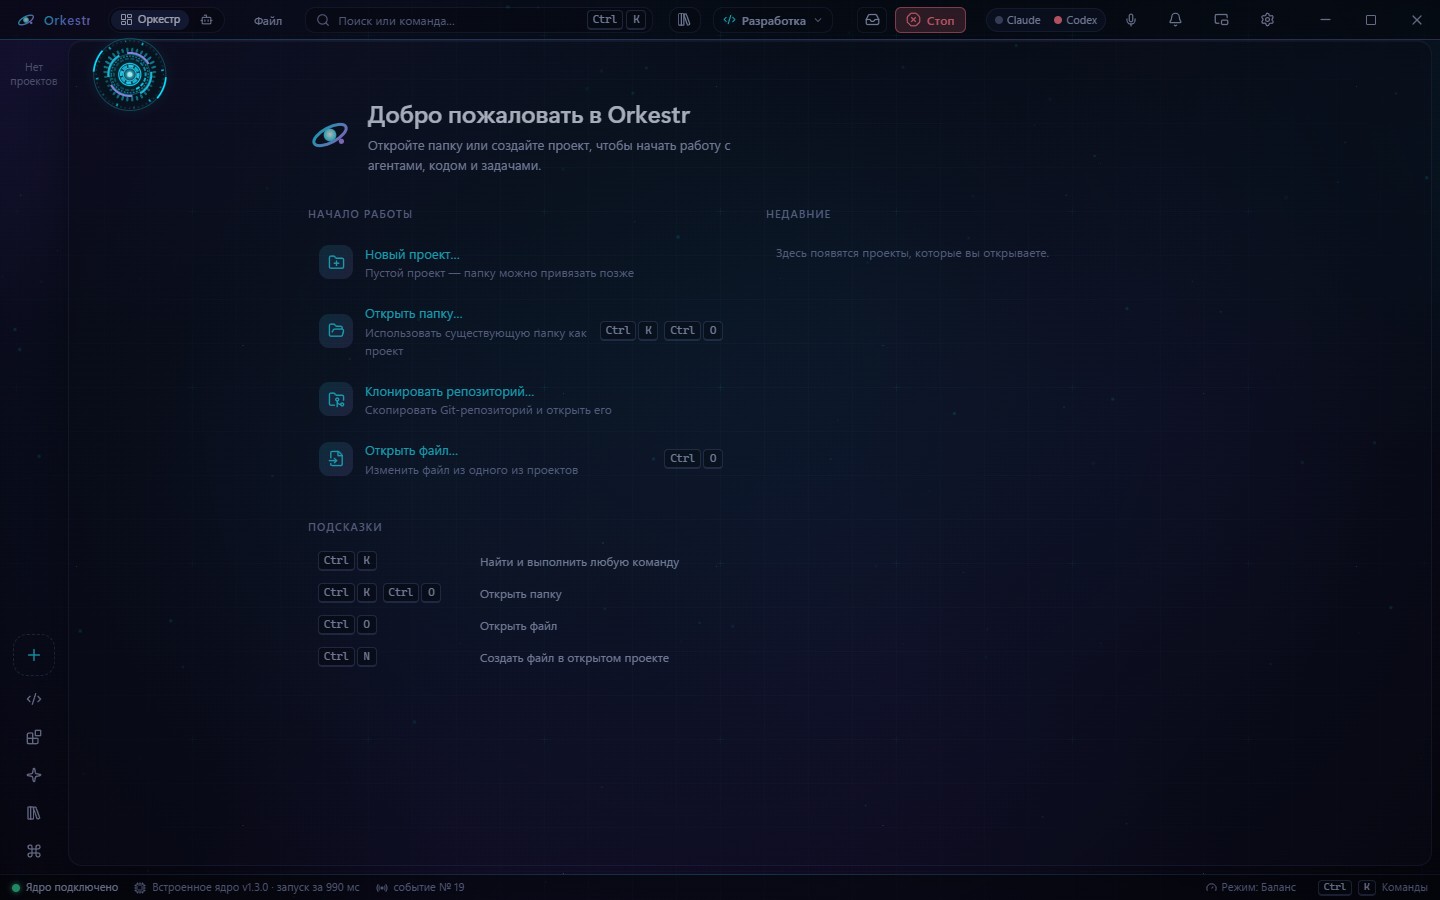 Orkestr
Оркестр
Файл
Поиск или команда...
Ctrl K
Разработка
Стоп
Claude
Codex
Нет
проектов
Добро пожаловать в Orkestr
Откройте папку или создайте проект, чтобы начать работу с
агентами, кодом и задачами.
НАЧАЛО РАБОТЫ
Новый проект...
Пустой проект — папку можно привязать позже
Открыть папку...
Использовать существующую папку как
проект
Ctrl K Ctrl O
Клонировать репозиторий...
Скопировать Git-репозиторий и открыть его
Открыть файл...
Изменить файл из одного из проектов
Ctrl O
НЕДАВНИЕ
Здесь появятся проекты, которые вы открываете.
ПОДСКАЗКИ
Ctrl K Найти и выполнить любую команду
Ctrl K Ctrl O Открыть папку
Ctrl O Открыть файл
Ctrl N Создать файл в открытом проекте
Ядро подключено
Встроенное ядро v1.3.0 · запуск за 990 мс
событие № 19
Режим: Баланс
Ctrl K Команды